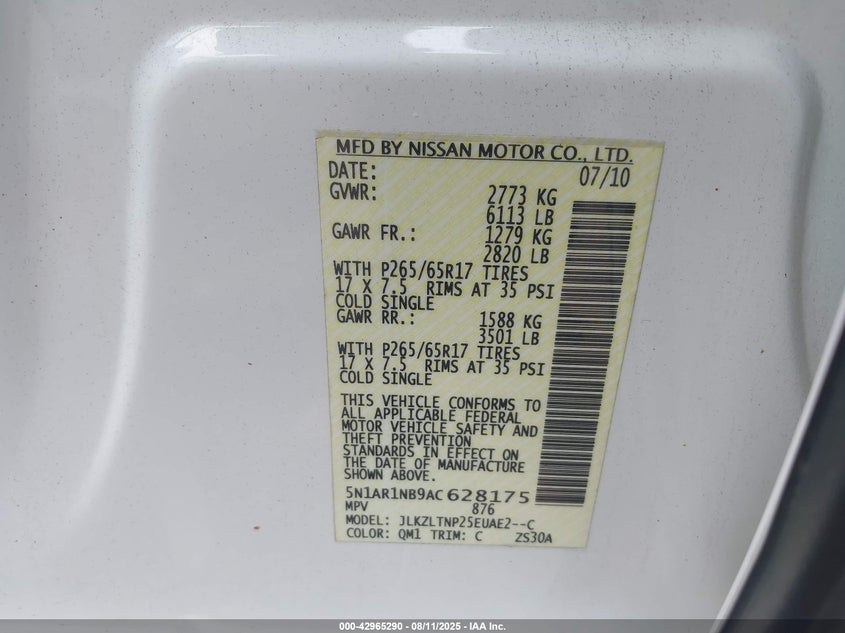 MFD BY NISSAN MOTOR CO., LTD.
DATE: 07/10
GVWR: 2773 KG
6113 LB
GAWR FR.: 1279 KG
2820 LB
WITH P265/65R17 TIRES
17 X 7.5 RIMS AT 35 PSI
COLD SINGLE
GAWR RR.: 1588 KG
3501 LB
WITH P265/65R17 TIRES
17 X 7.5 RIMS AT 35 PSI
COLD SINGLE
THIS VEHICLE CONFORMS TO
ALL APPLICABLE FEDERAL
MOTOR VEHICLE SAFETY AND
THEFT PREVENTION
STANDARDS IN EFFECT ON
THE DATE OF MANUFACTURE
SHOWN ABOVE.
5N1AR1NB9AC 628175
MPV 876
MODEL: JLKZLTNP25EUAE2--C
COLOR: QM1 TRIM: C ZS30A
000-42965290 - 08/11/2025 - IAA Inc.